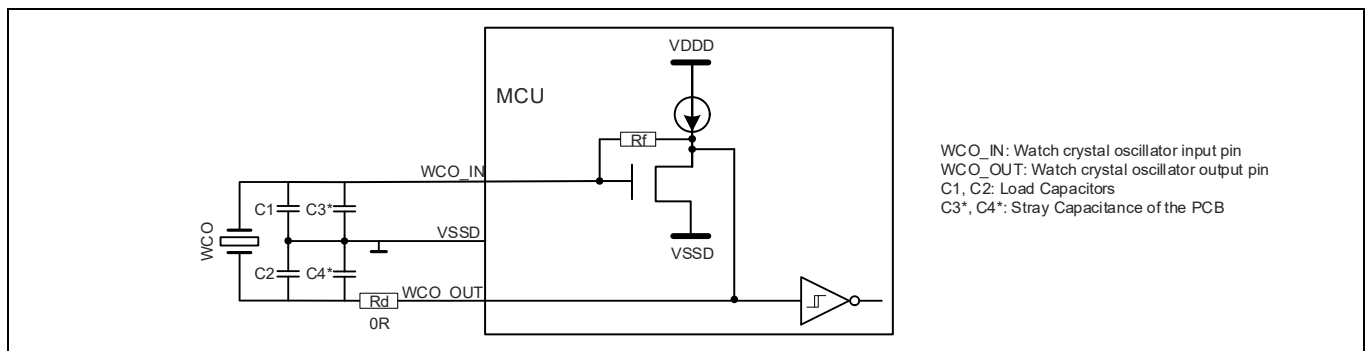 VDDD
MCU
Rf
WCO_IN
C1
C3*
VSSD
VSSD
WCO
C2
C4*
Rd
WCO_OUT
0R
WCO_IN: Watch crystal oscillator input pin
WCO_OUT: Watch crystal oscillator output pin
C1, C2: Load Capacitors
C3*, C4*: Stray Capacitance of the PCB